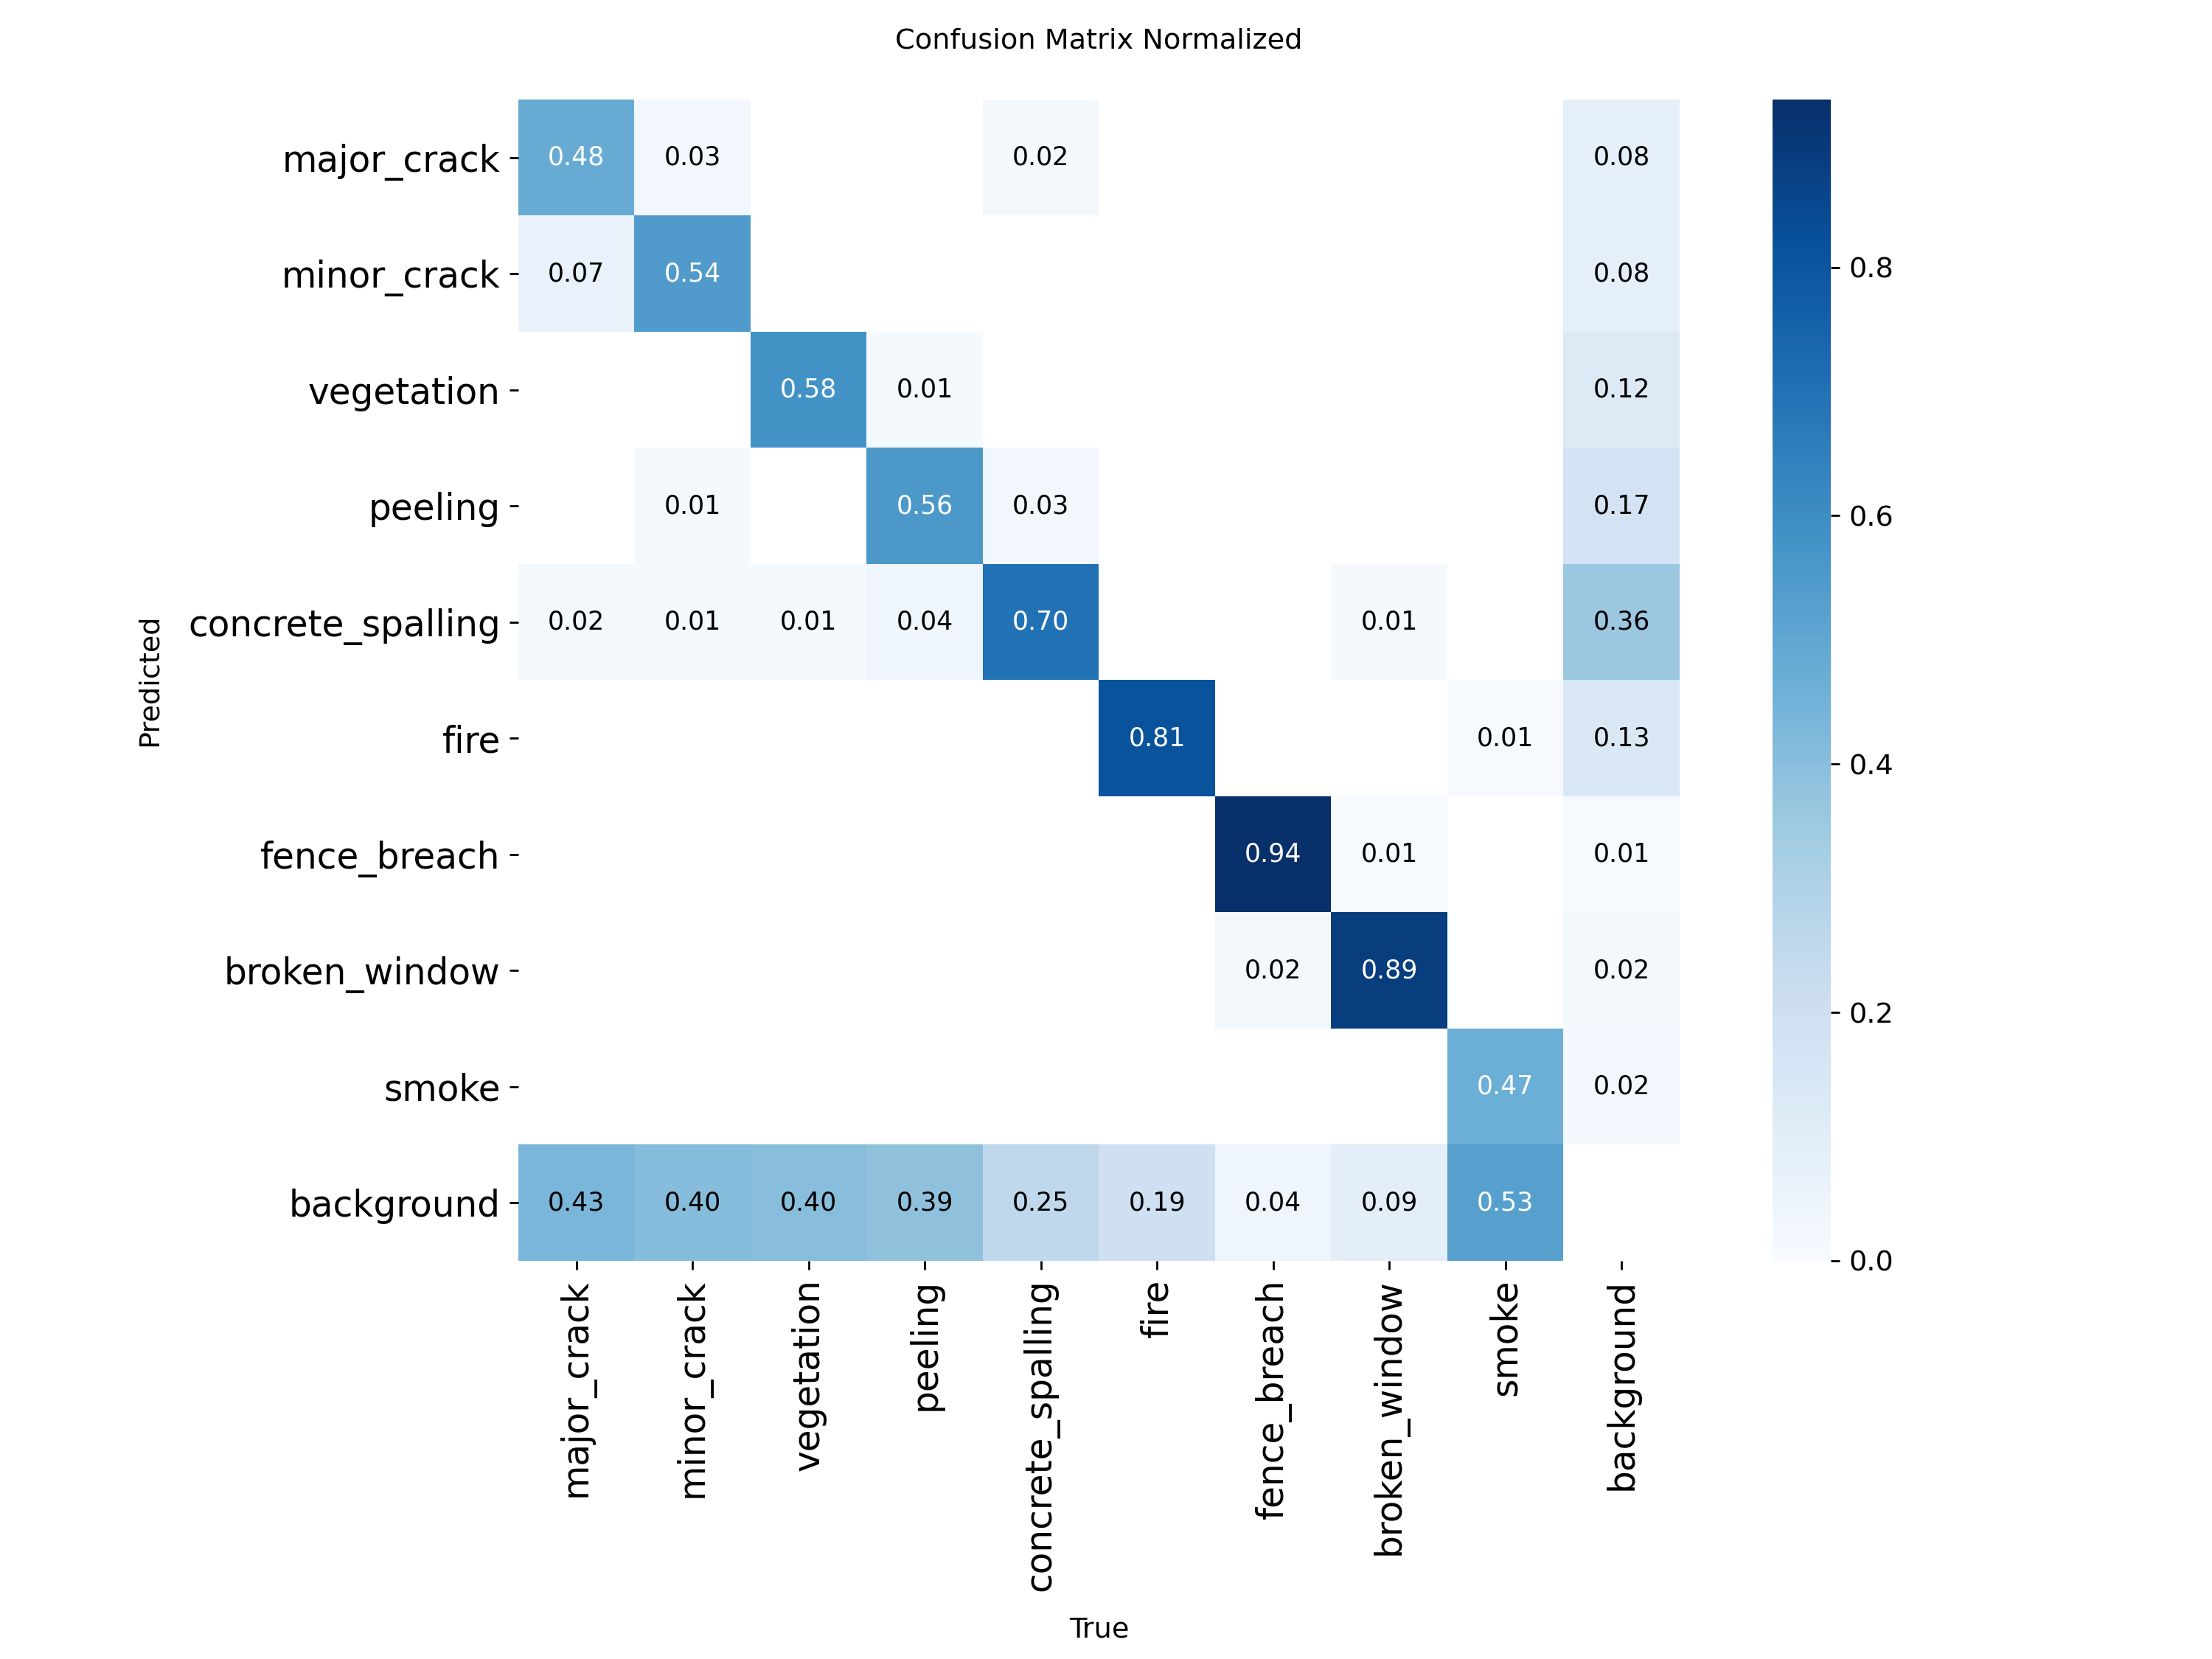 Confusion Matrix Normalized
major_crack 0.48 0.03 0.02 0.08
minor_crack 0.07 0.54 0.08 0.8
vegetation 0.58 0.01 0.12
peeling 0.01 0.56 0.03 0.17 0.6
concrete_spalling 0.02 0.01 0.01 0.04 0.70 0.01 0.36
Predicted
fire 0.81 0.01 0.13 0.4
fence_breach 0.94 0.01 0.01
broken_window 0.02 0.89 0.02 0.2
smoke 0.47 0.02
background 0.43 0.40 0.40 0.39 0.25 0.19 0.04 0.09 0.53 0.0
major_crack
minor_crack
vegetation
peeling
concrete_spalling
fire
fence_breach
broken_window
smoke
background
True